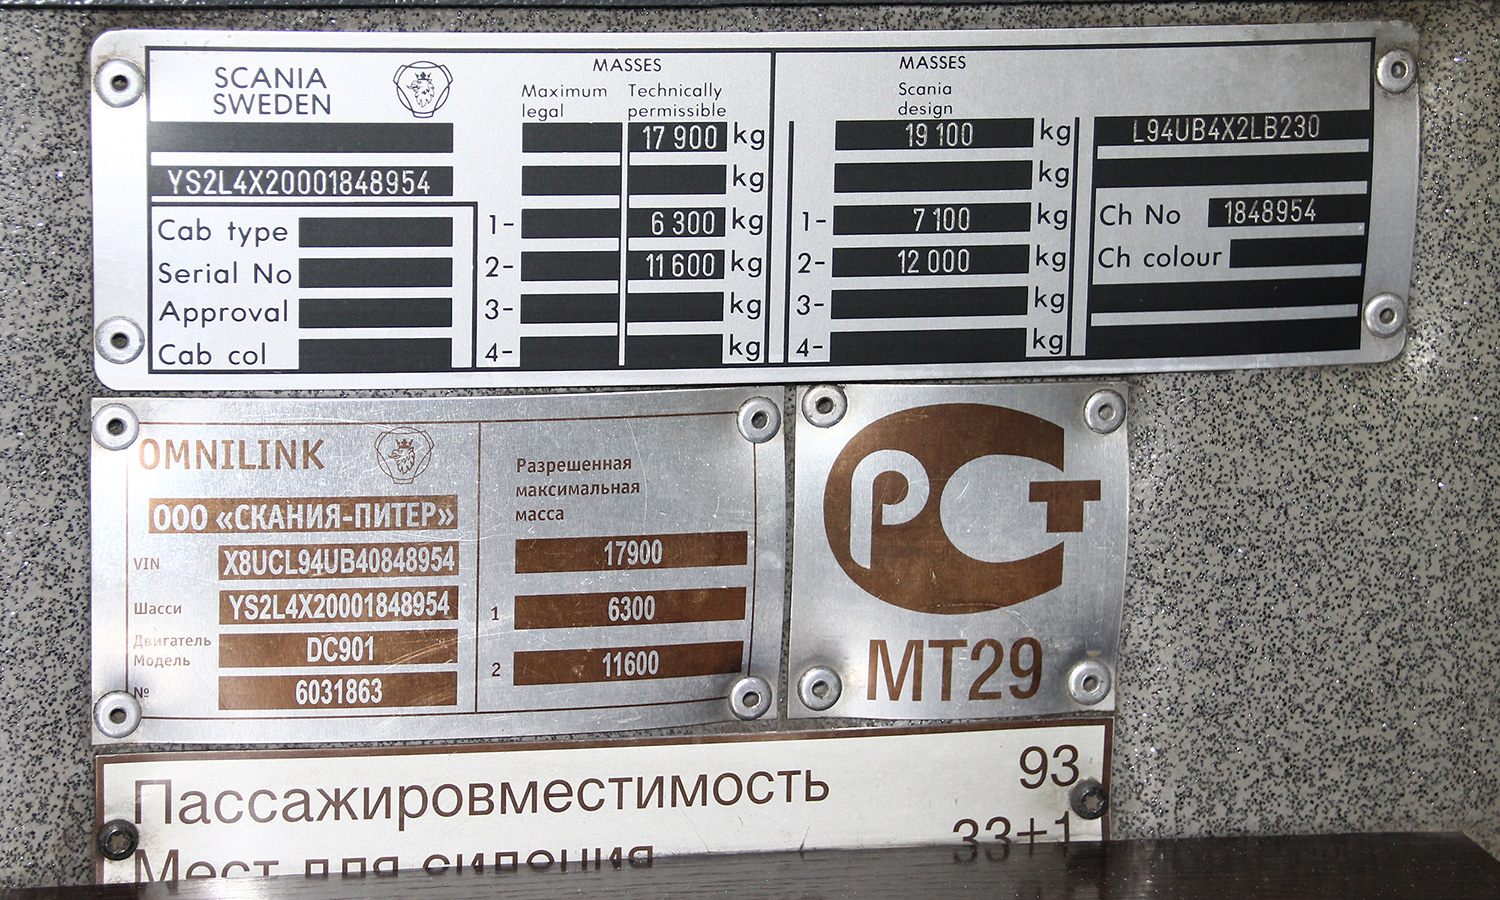 SCANIA
SWEDEN
MASSES
Maximum legal
Technically permissible
MASSES
Scania design
17 900 kg
19 100 kg
L94UB4X2LB230
YS2L4X20001848954
kg
kg
Cab type
1- 6 300 kg
1- 7 100 kg
Ch No 1848954
Serial No
2- 11 600 kg
2- 12 000 kg
Ch colour
Approval
3- kg
3- kg
Cab col
4- kg
4- kg
OMNILINK
ООО «СКАНИЯ-ПИТЕР»
VIN X8UCL94UB40848954
Шасси YS2L4X20001848954
Двигатель
Модель DC901
№ 6031863
Разрешенная
максимальная
масса
17900
1 6300
2 11600
РСТ
МТ29
Пассажировместимость 93
Мест для сидения 33+1